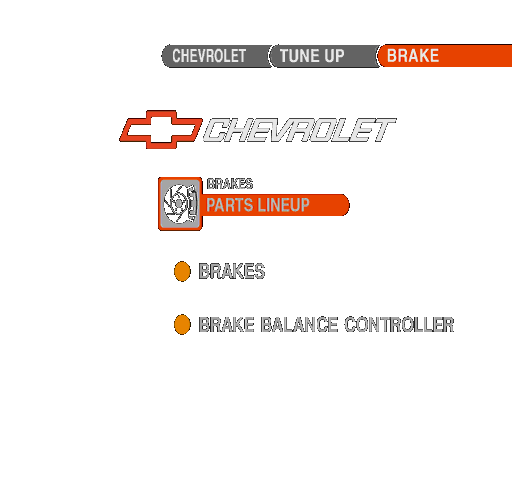 CHEVROLET TUNE UP BRAKE
CHEVROLET
BRAKES
PARTS LINEUP
BRAKES
BRAKE BALANCE CONTROLLER